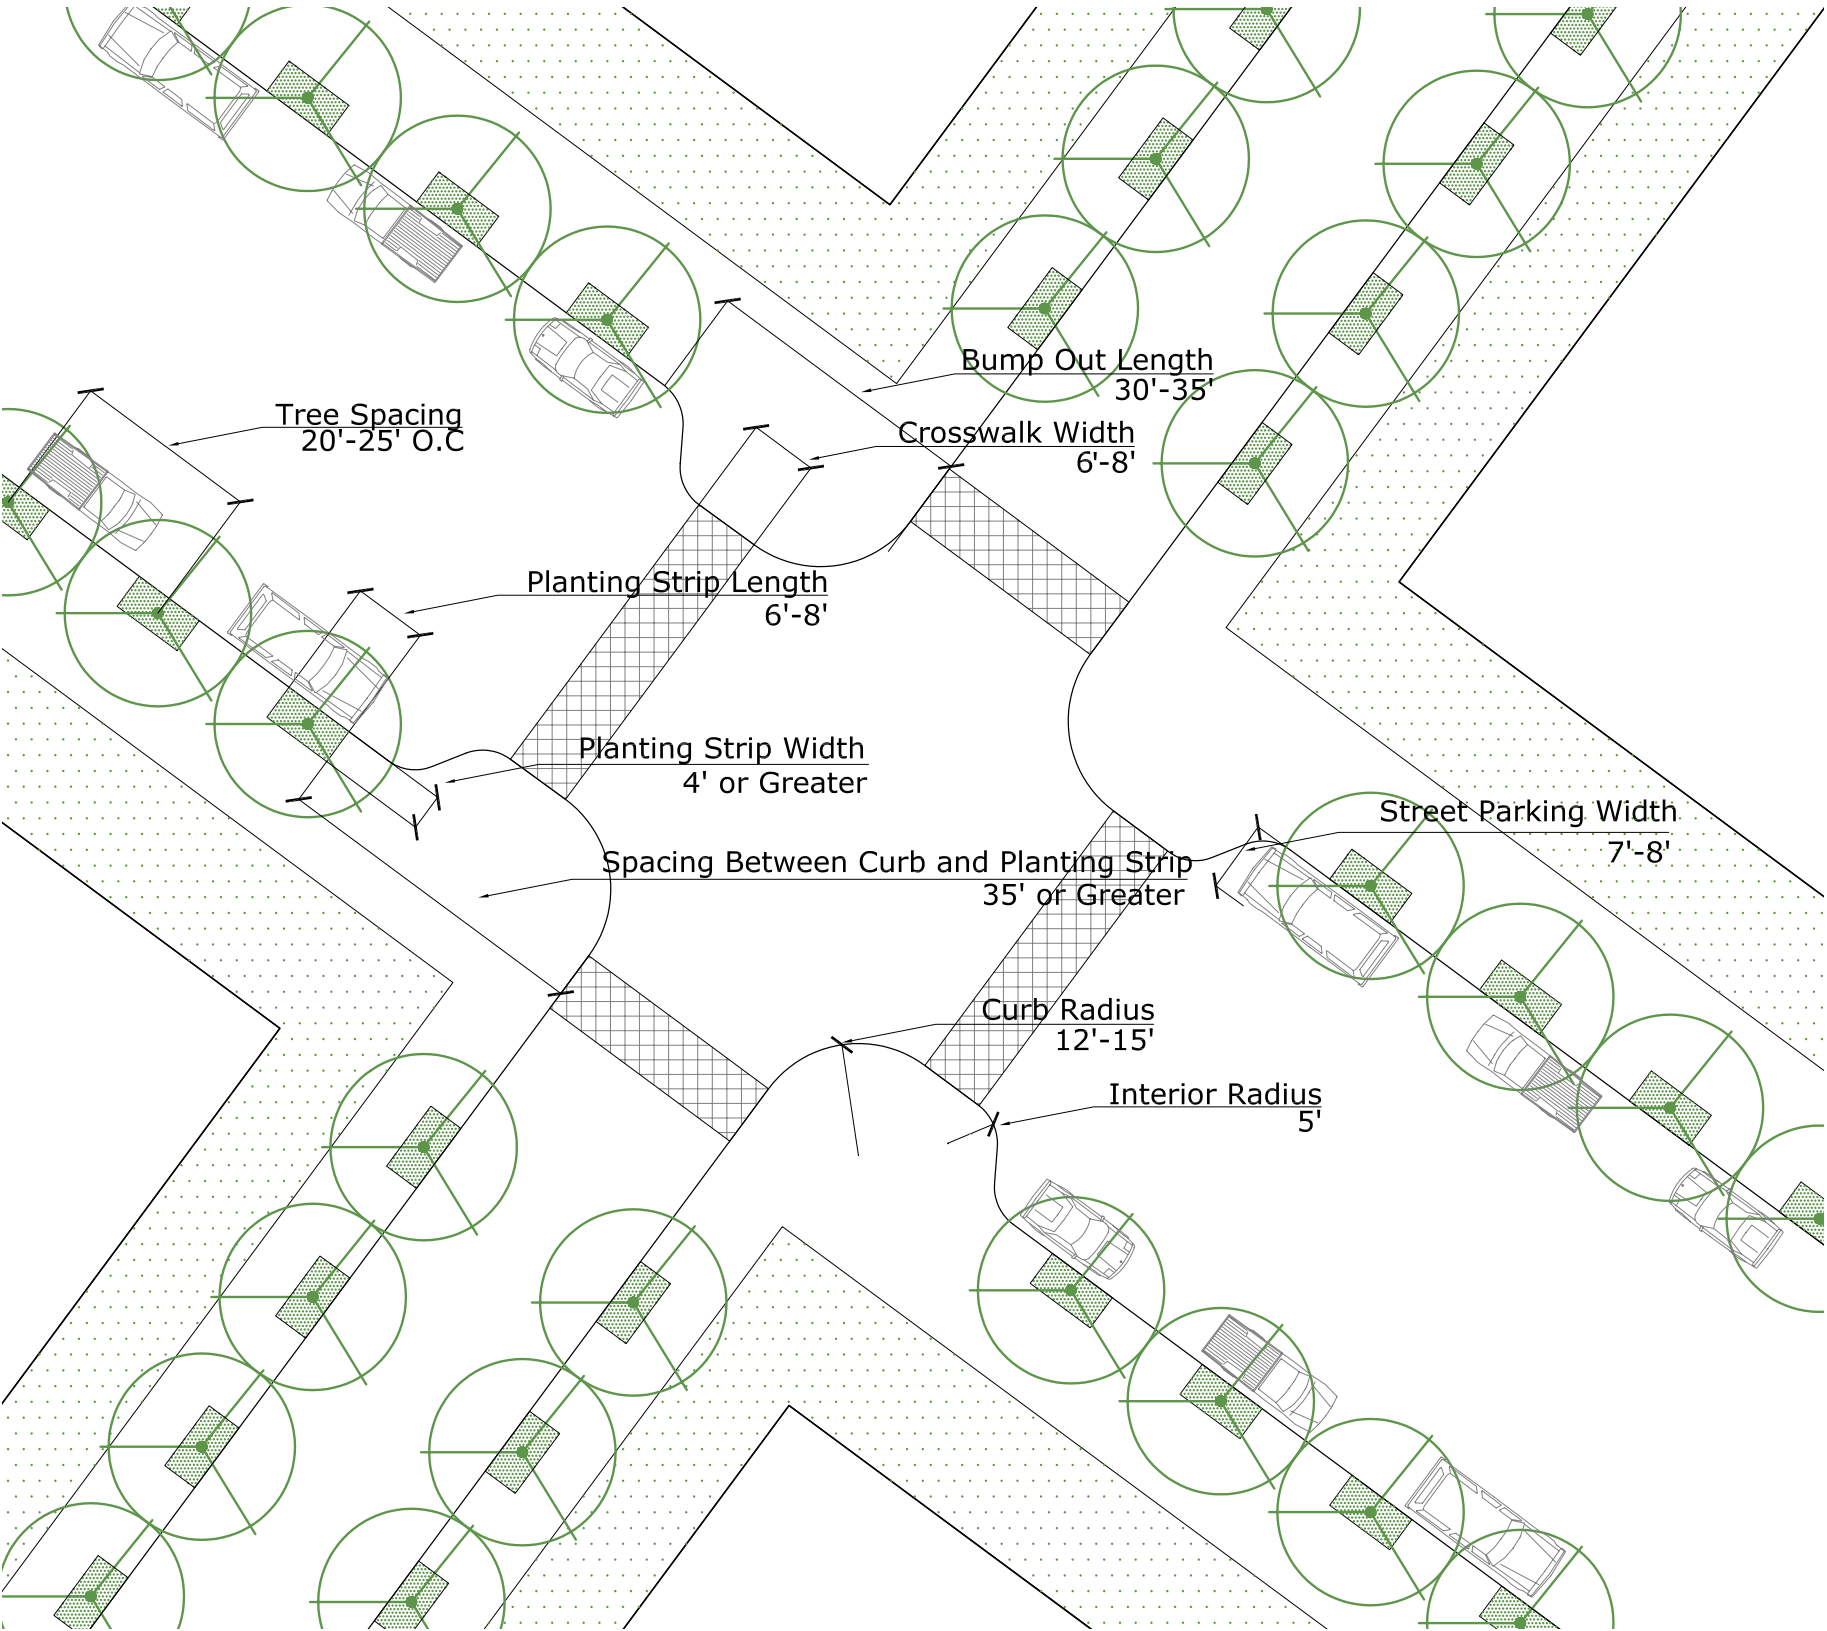 Bump Out Length
30'-35'
Tree Spacing
20'-25' O.C
Crosswalk Width
6'-8'
Planting Strip Length
6'-8'
Planting Strip Width
4' or Greater
Street Parking Width
7'-8'
Spacing Between Curb and Planting Strip
35' or Greater
Curb Radius
12'-15'
Interior Radius
5'